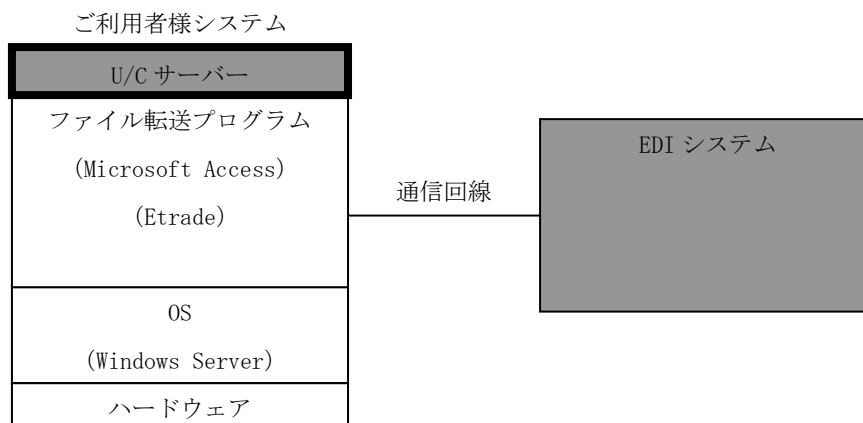 ご利用者様システム
U/C サーバー
ファイル転送プログラム
(Microsoft Access)
(Etrade)
OS
(Windows Server)
ハードウェア
通信回線
EDI システム